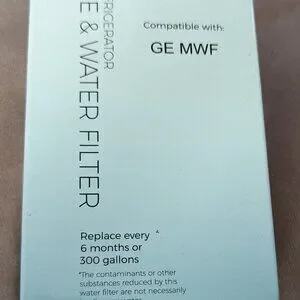 REFRIGERATOR
E & WATER FILTER
Compatible with:
GE MWF
Replace every
6 months or
300 gallons
*The contaminants or other
substances reduced by this
water filter are not necessarily